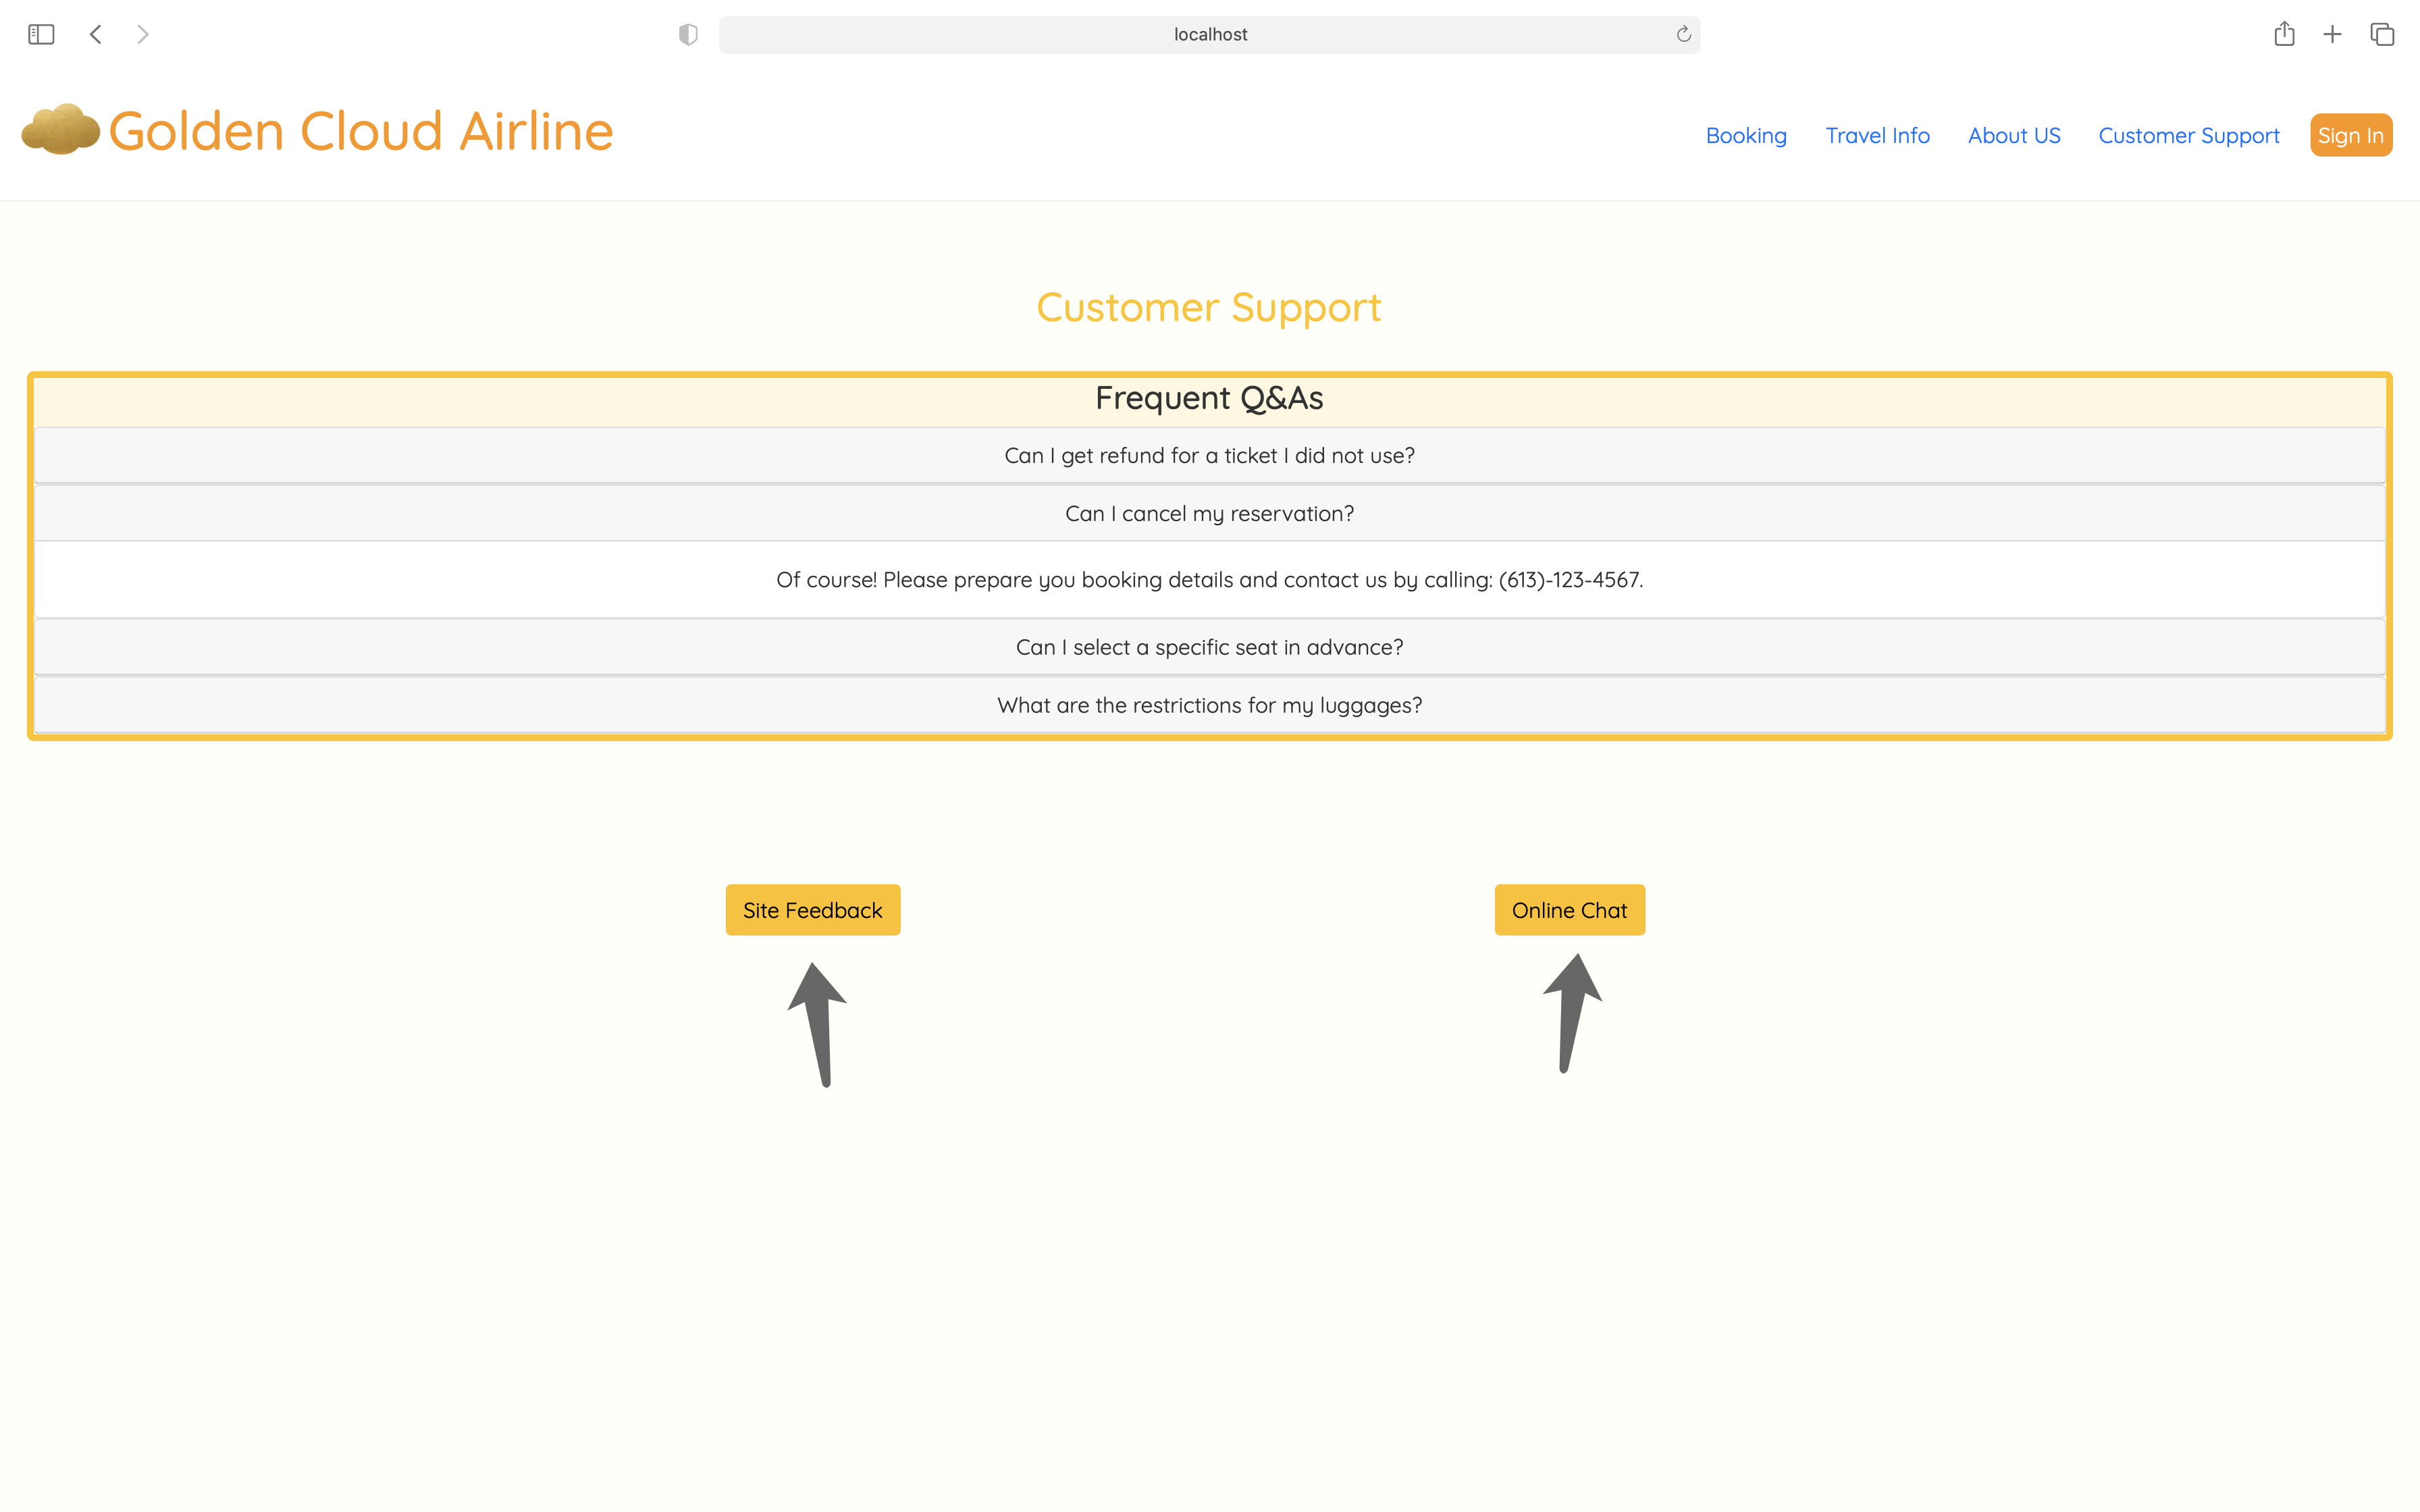 localhost
Golden Cloud Airline
Booking Travel Info About US Customer Support Sign In
Customer Support
Frequent Q&As
Can I get refund for a ticket I did not use?
Can I cancel my reservation?
Of course! Please prepare you booking details and contact us by calling: (613)-123-4567.
Can I select a specific seat in advance?
What are the restrictions for my luggages?
Site Feedback Online Chat